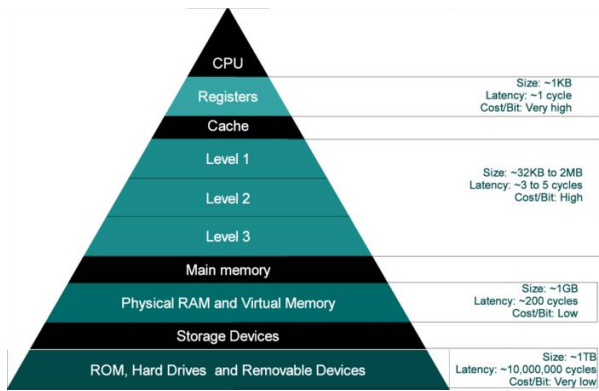 CPU
Registers
Size: ~1KB
Latency: ~1 cycle
Cost/Bit: Very high
Cache
Level 1
Level 2
Level 3
Size: ~32KB to 2MB
Latency: ~3 to 5 cycles
Cost/Bit: High
Main memory
Physical RAM and Virtual Memory
Size: ~1GB
Latency: ~200 cycles
Cost/Bit: Low
Storage Devices
ROM, Hard Drives and Removable Devices
Size: ~1TB
Latency: ~10,000,000 cycles
Cost/Bit: Very low